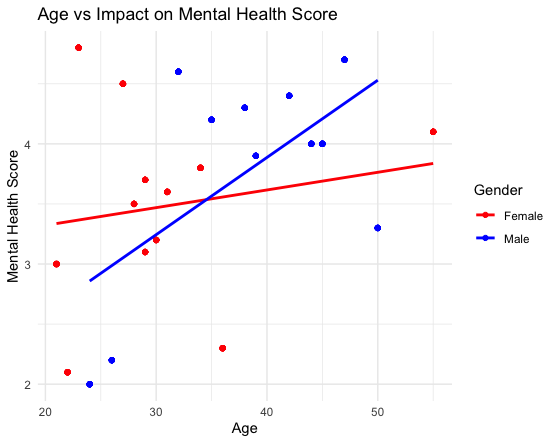 Age vs Impact on Mental Health Score
Mental Health Score
4
3
2
20
30
40
50
Age
Gender
Female
Male